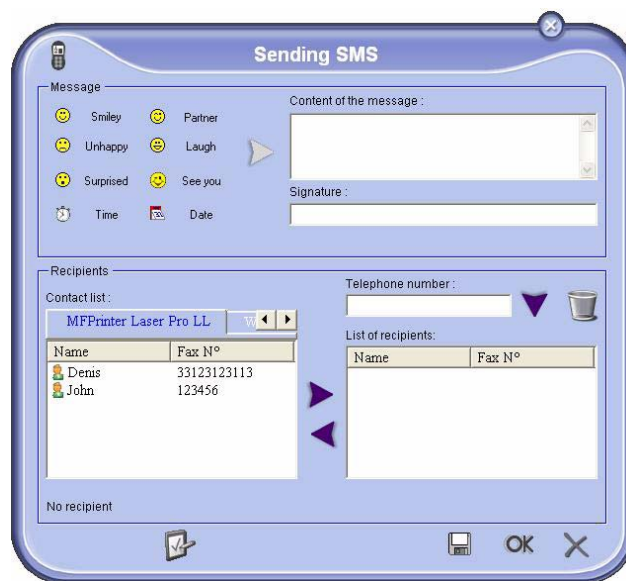 Sending SMS
Message
Content of the message :
Smiley
Partner
Unhappy
Laugh
Surprised
See you
Signature :
Time
Date
Recipients
Contact list :
Telephone number :
MFPrinter Laser Pro LL
List of recipients:
Name Fax N°
Name Fax N°
Denis 33123123113
John 123456
No recipient
OK